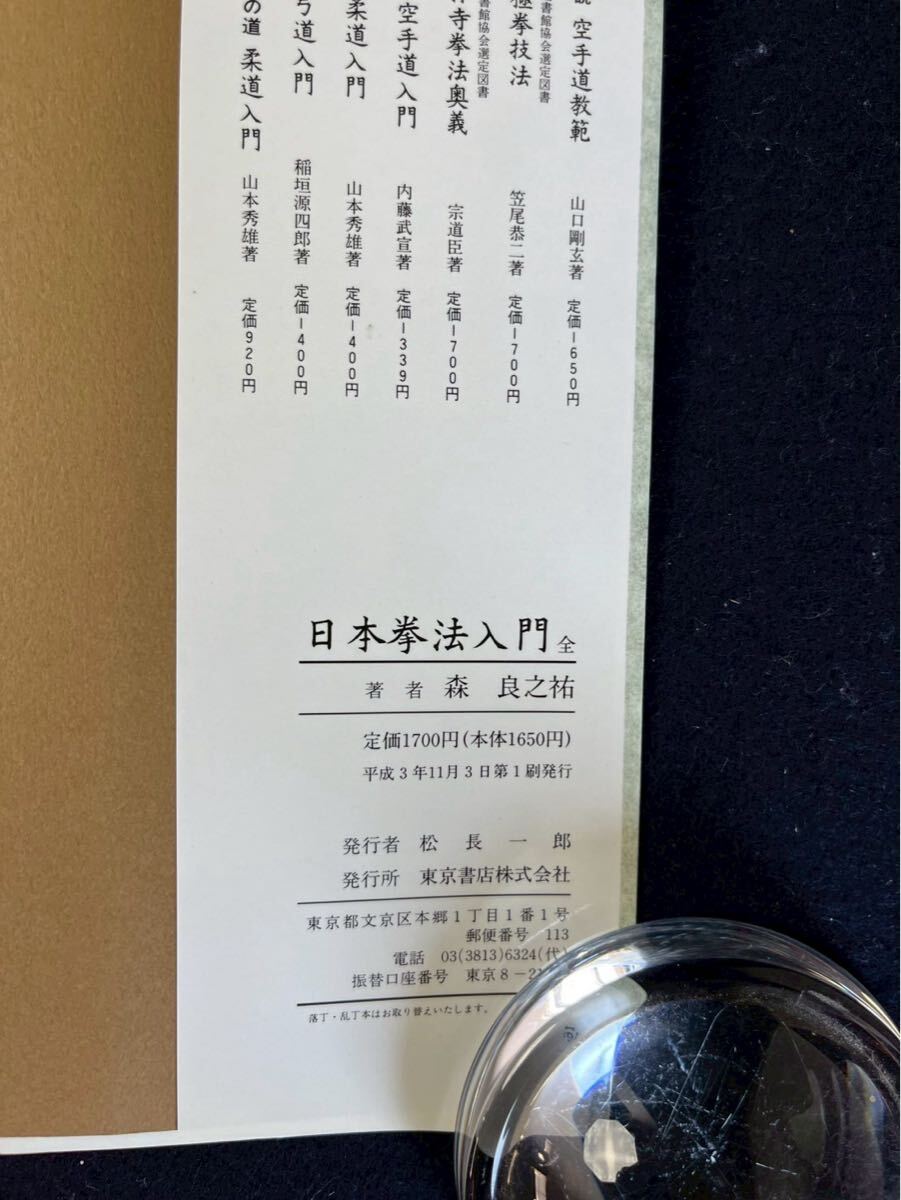 説 空手道教範 山口剛玄著 定価1650円
書館協会選定図書
極拳技法 笠尾恭二著 定価1700円
書館協会選定図書
寺拳法奥義 宗道臣著 定価1700円
空手道入門 内藤武宣著 定価1339円
柔道入門 山本秀雄著 定価1400円
弓道入門 稲垣源四郎著 定価1400円
の道 柔道入門 山本秀雄著 定価920円
日本拳法入門 全
著者 森 良之祐
定価1700円(本体1650円)
平成3年11月3日第1刷発行
発行者 松長一郎
発行所 東京書店株式会社
東京都文京区本郷1丁目1番1号
郵便番号 113
電話 03(3813)6324(代)
振替口座番号 東京8-2
落丁・乱丁本はお取り替えいたします。